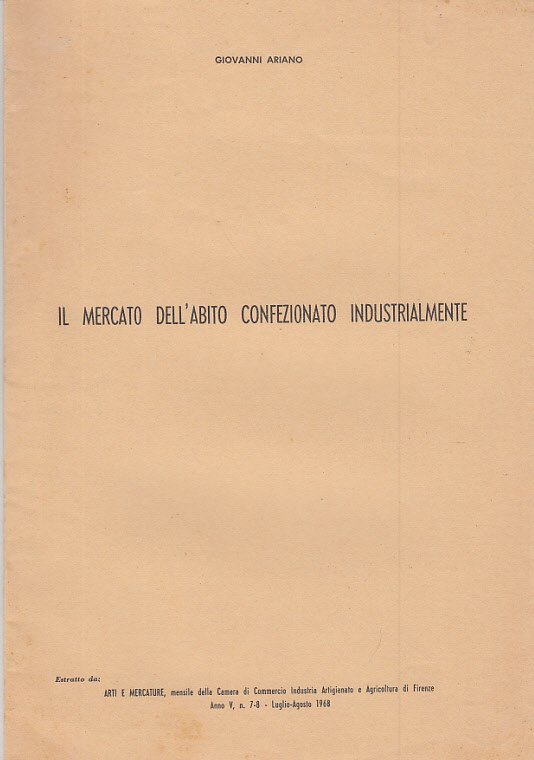 GIOVANNI ARIANO
IL MERCATO DELL'ABITO CONFEZIONATO INDUSTRIALMENTE
Estratto da:
ARTI E MERCATURE, mensile della Camera di Commercio Industria Artigianato e Agricoltura di Firenze
Anno V, n. 7-8 - Luglio-Agosto 1968